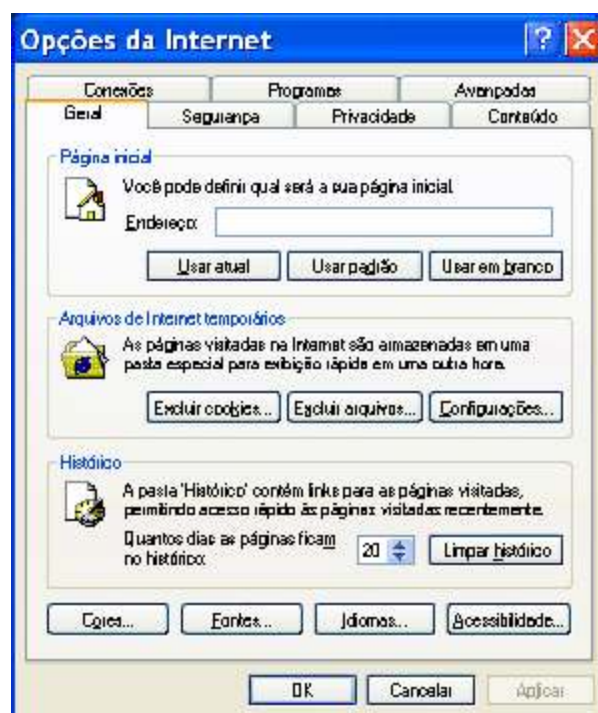 Opções da Internet
Conexões Programas Avançadas
Geral Segurança Privacidade Conteúdo
Página inicial
Você pode definir qual será a sua página inicial.
Endereço:
Usar atual Usar padrão Usar em branco
Arquivos de Internet temporários
As páginas visitadas na Internet são armazenadas em uma
pasta especial para exibição rápida em uma outra hora.
Excluir cookies... Excluir arquivos... Configurações...
Histórico
A pasta 'Histórico' contém links para as páginas visitadas,
permitindo acesso rápido às páginas visitadas recentemente.
Quantos dias as páginas ficam
no histórico: 20 Limpar histórico
Cores... Fontes... Idiomas... Acessibilidade...
OK Cancelar Aplicar